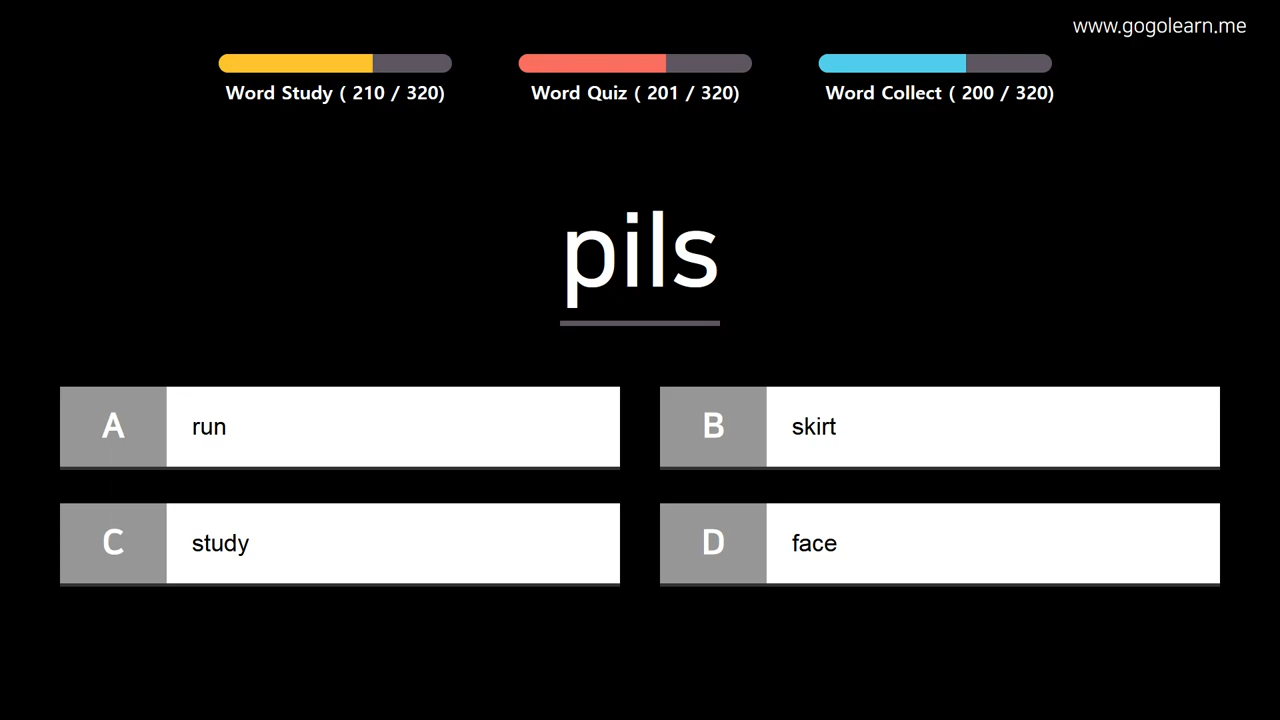 www.gogolearn.me
Word Study ( 210 / 320)
Word Quiz ( 201 / 320)
Word Collect ( 200 / 320)
pils
A run
B skirt
C study
D face